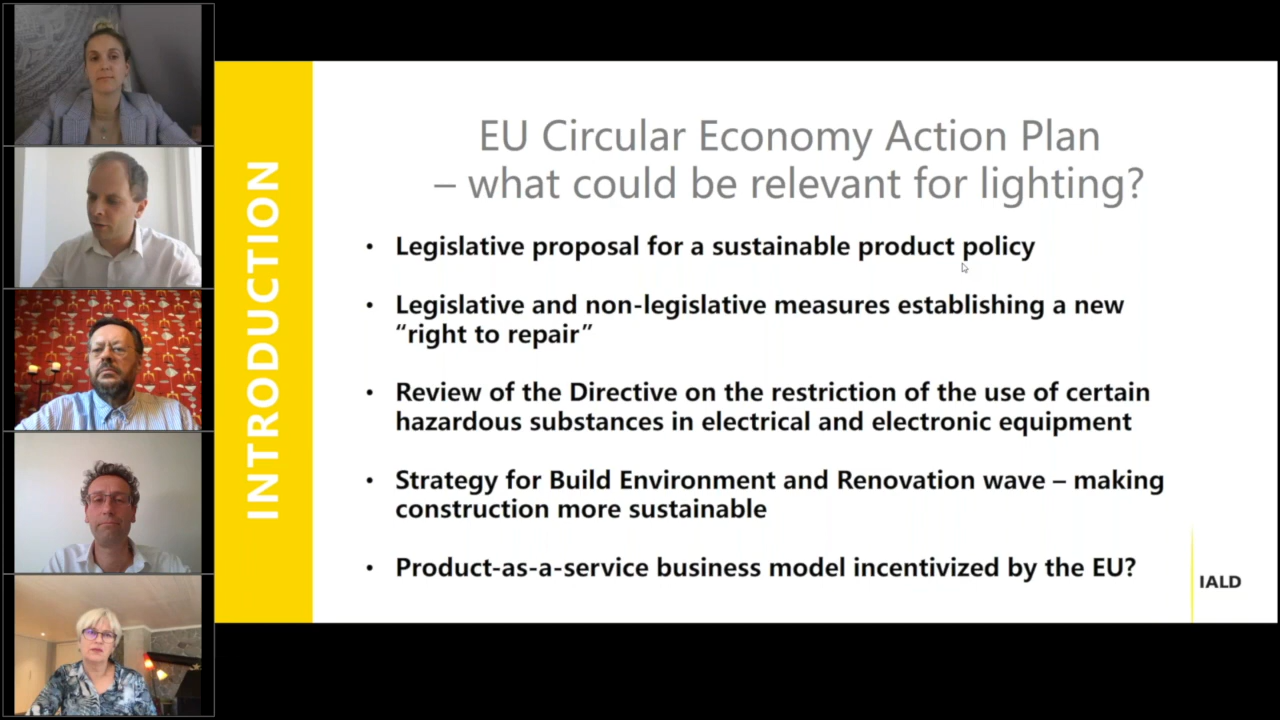 INTRODUCTION
EU Circular Economy Action Plan
– what could be relevant for lighting?
• Legislative proposal for a sustainable product policy
• Legislative and non-legislative measures establishing a new
“right to repair”
• Review of the Directive on the restriction of the use of certain
hazardous substances in electrical and electronic equipment
• Strategy for Build Environment and Renovation wave – making
construction more sustainable
• Product-as-a-service business model incentivized by the EU?
IALD